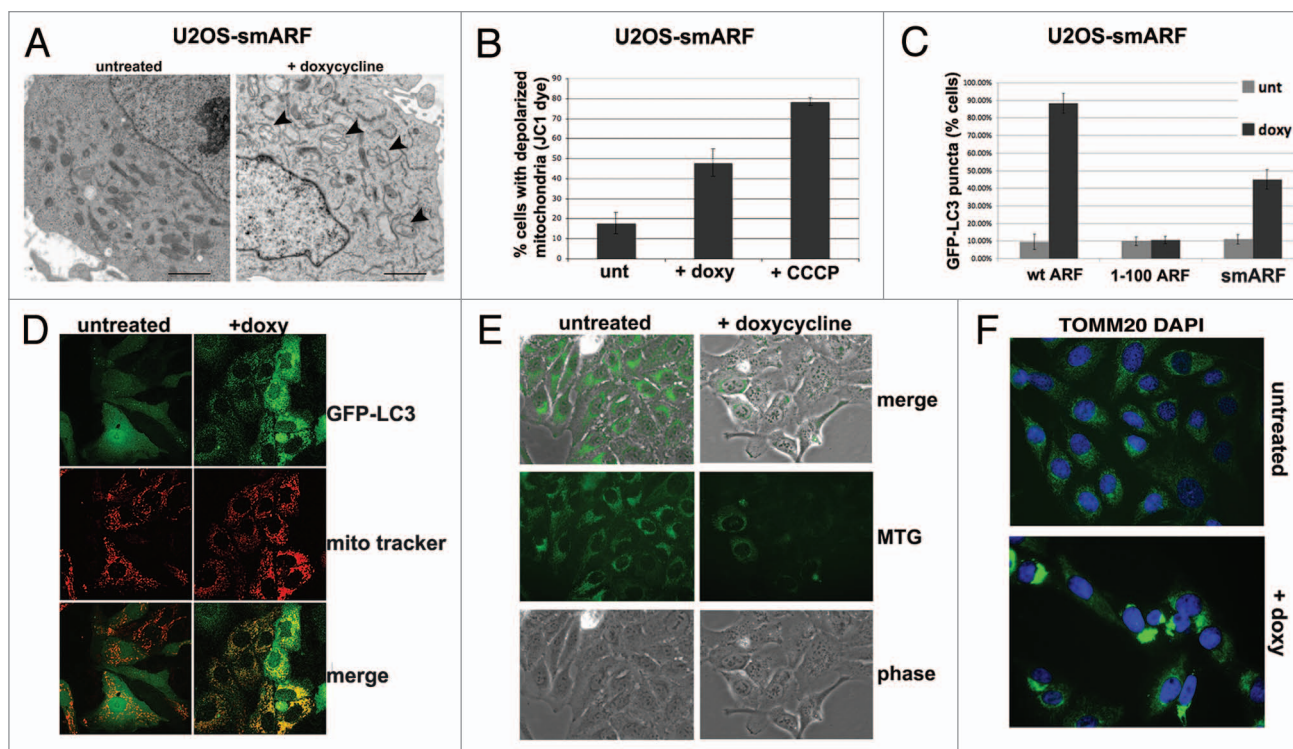 A
U2OS-smARF
untreated
+ doxycycline
B
U2OS-smARF
% cells with depolarized
mitochondria (JC1 dye)
90
80
70
60
50
40
30
20
10
0
unt
+ doxy
+ CCCP
C
U2OS-smARF
GFP-LC3 puncta (% cells)
100.00%
90.00%
80.00%
70.00%
60.00%
50.00%
40.00%
30.00%
20.00%
10.00%
0.00%
unt
doxy
wt ARF
1-100 ARF
smARF
D
untreated
+doxy
GFP-LC3
mito tracker
merge
E
untreated
+ doxycycline
merge
MTG
phase
F
TOMM20 DAPI
untreated
+ doxy